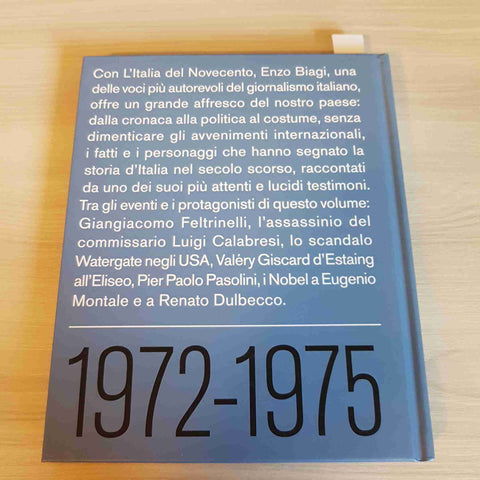 Con L'Italia del Novecento, Enzo Biagi, una
delle voci più autorevoli del giornalismo italiano,
offre un grande affresco del nostro paese:
dalla cronaca alla politica al costume, senza
dimenticare gli avvenimenti internazionali,
i fatti e i personaggi che hanno segnato la
storia d'Italia nel secolo scorso, raccontati
da uno dei suoi più attenti e lucidi testimoni.
Tra gli eventi e i protagonisti di questo volume:
Giangiacomo Feltrinelli, l'assassinio del
commissario Luigi Calabresi, lo scandalo
Watergate negli USA, Valéry Giscard d'Estaing
all'Eliseo, Pier Paolo Pasolini, i Nobel a Eugenio
Montale e a Renato Dulbecco.
1972-1975